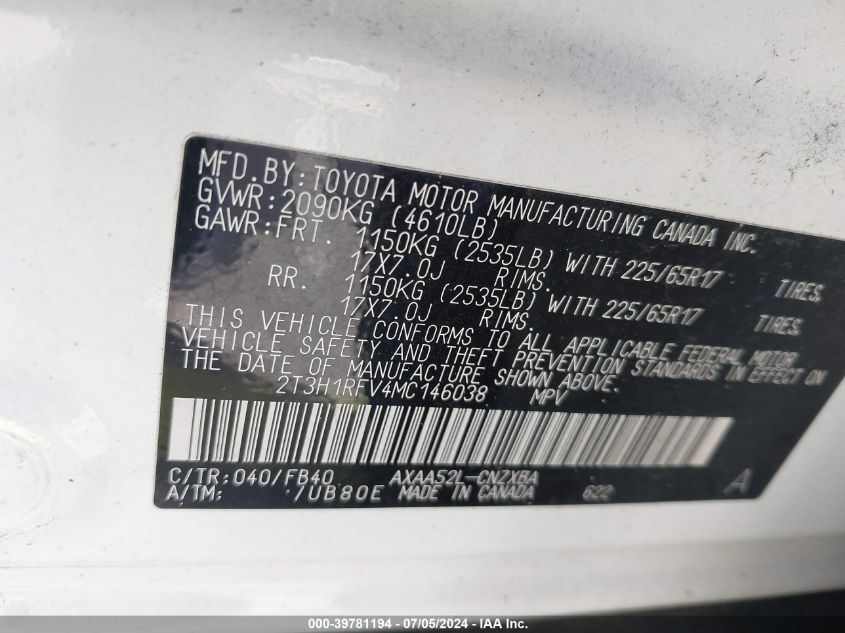 MFD.BY:TOYOTA MOTOR MANUFACTURING CANADA INC.
GVWR:2090KG (4610LB)
GAWR:FRT. 1150KG (2535LB) WITH 225/65R17 TIRES
17X7.0J RIMS.
RR. 1150KG (2535LB) WITH 225/65R17 TIRES.
17X7.0J RIMS.
THIS VEHICLE CONFORMS TO ALL APPLICABLE FEDERAL MOTOR
VEHICLE SAFETY AND THEFT PREVENTION STANDARDS IN EFFECT ON
THE DATE OF MANUFACTURE SHOWN ABOVE.
2T3H1RFV4MC146038 MPV
C/TR:040/FB40 AXAA52L-CNZXBA
A/TM: /UB80E MADE IN CANADA 622 A
000-39781194 - 07/05/2024 - IAA Inc.